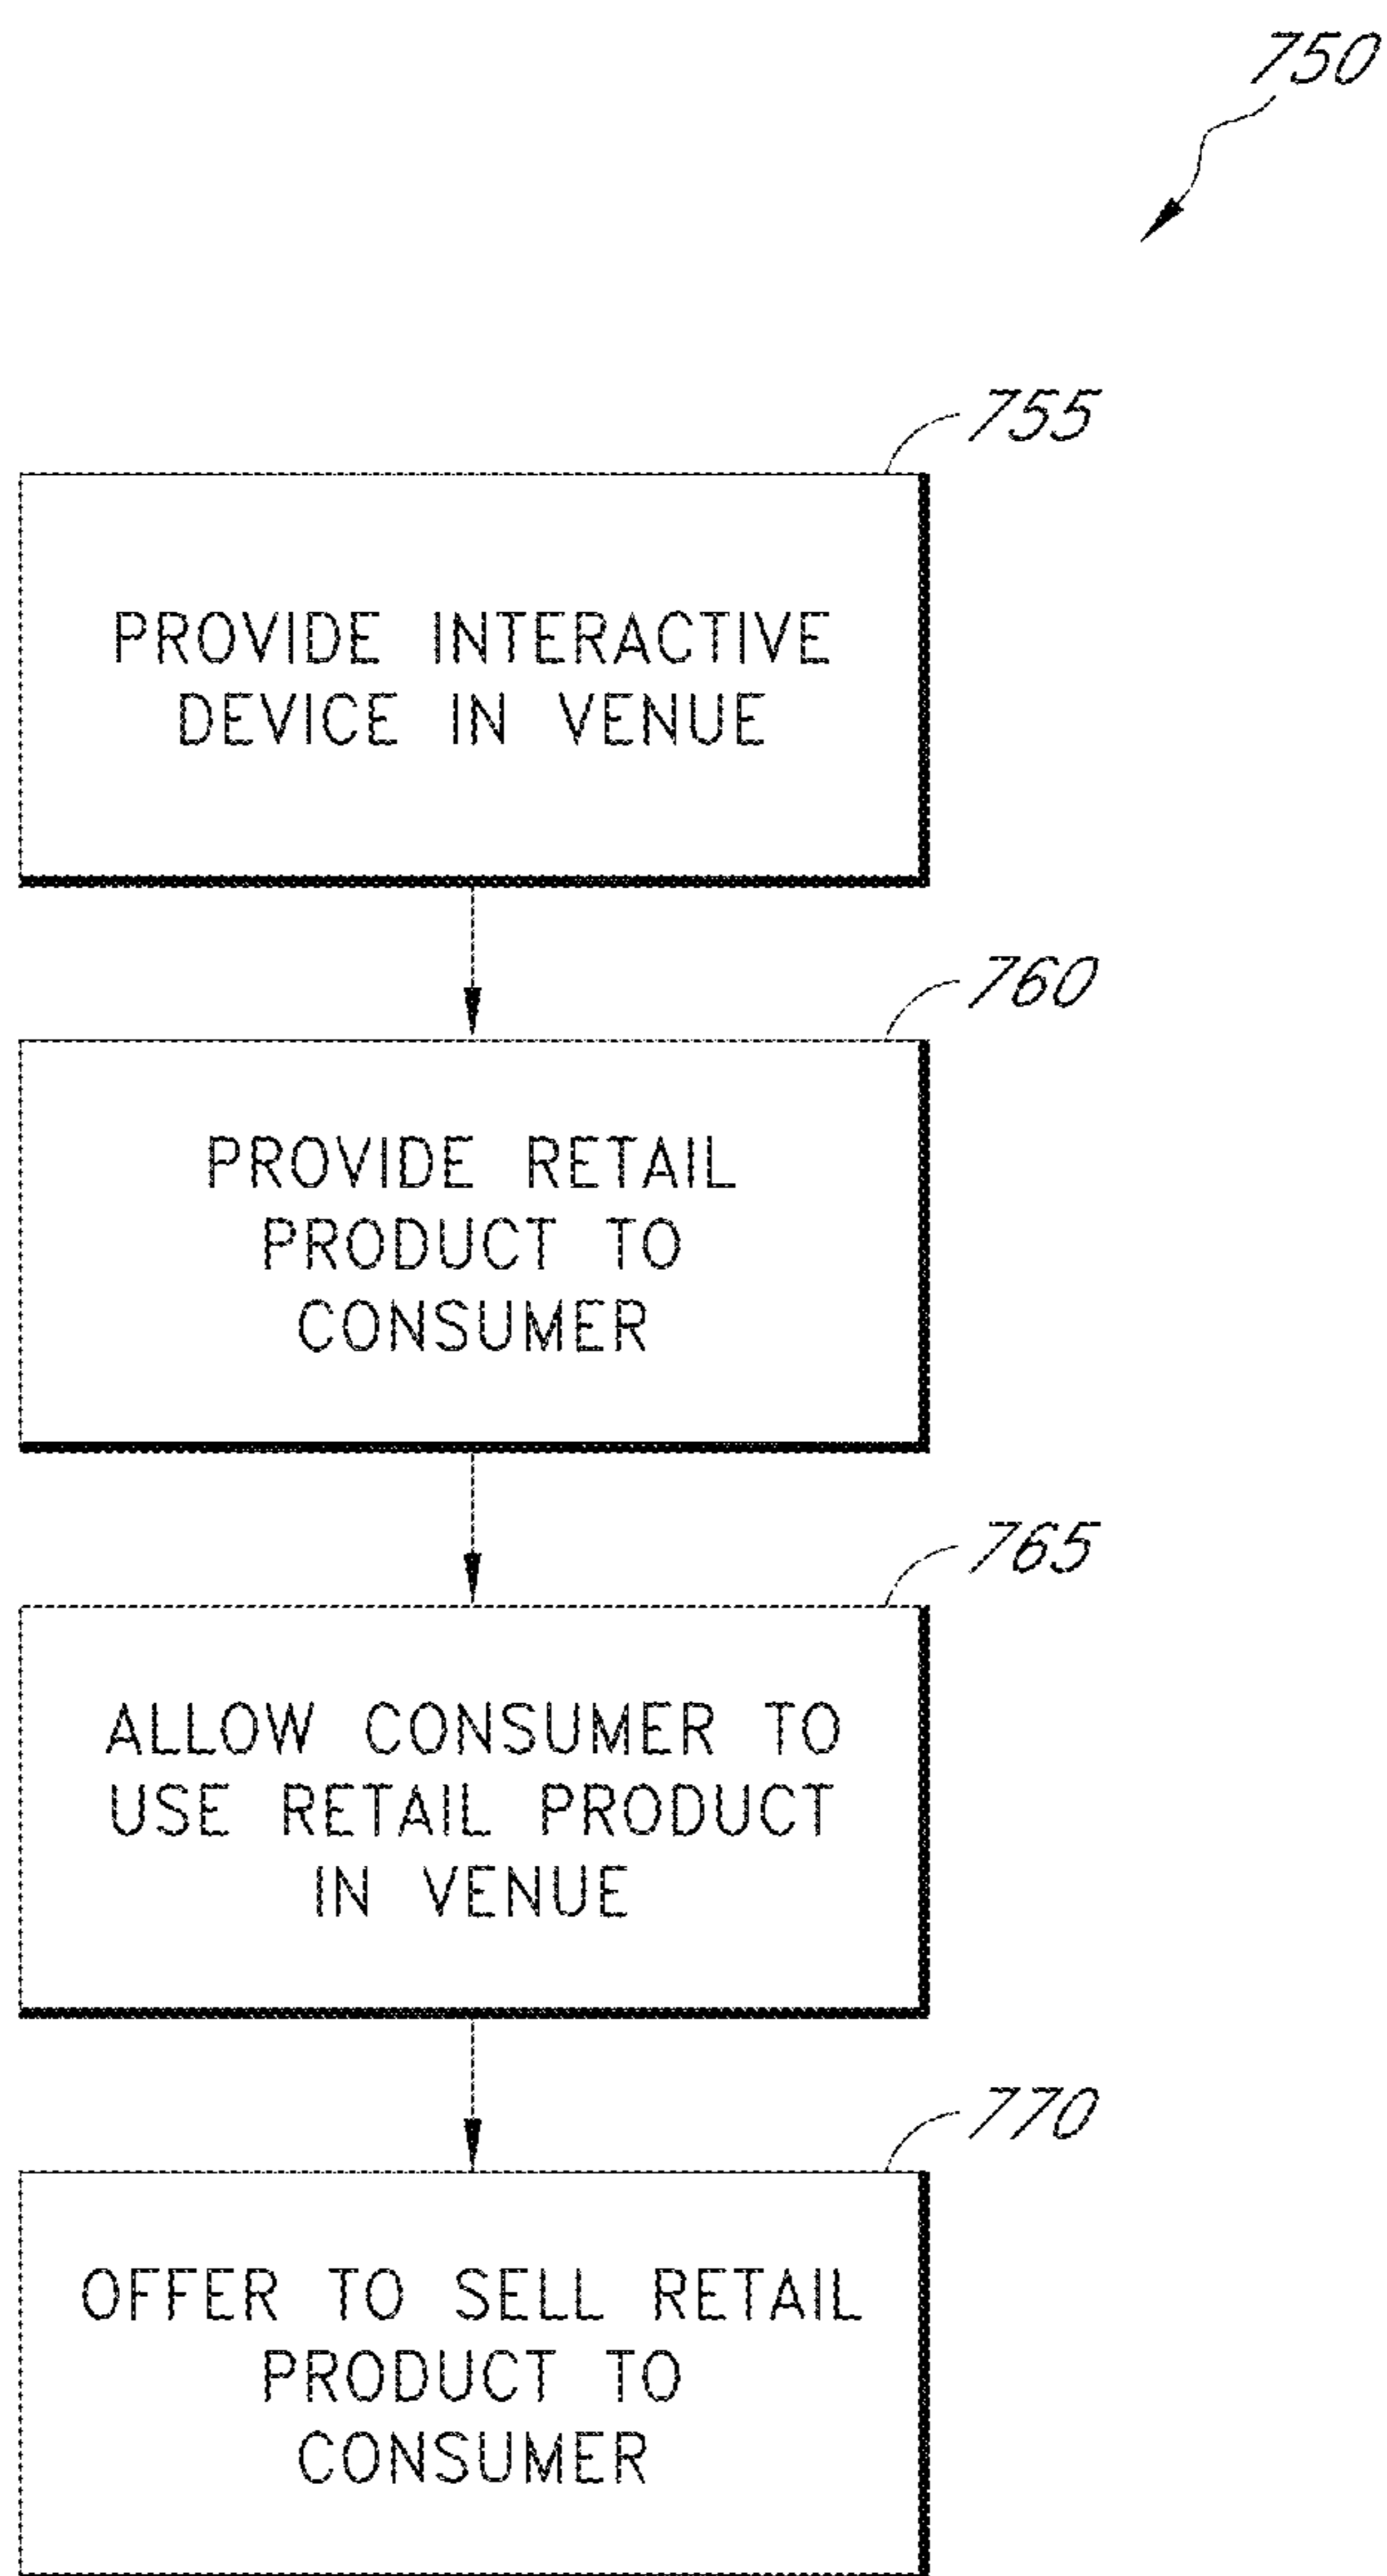 750
755
PROVIDE INTERACTIVE
DEVICE IN VENUE
760
PROVIDE RETAIL
PRODUCT TO
CONSUMER
765
ALLOW CONSUMER TO
USE RETAIL PRODUCT
IN VENUE
770
OFFER TO SELL RETAIL
PRODUCT TO
CONSUMER